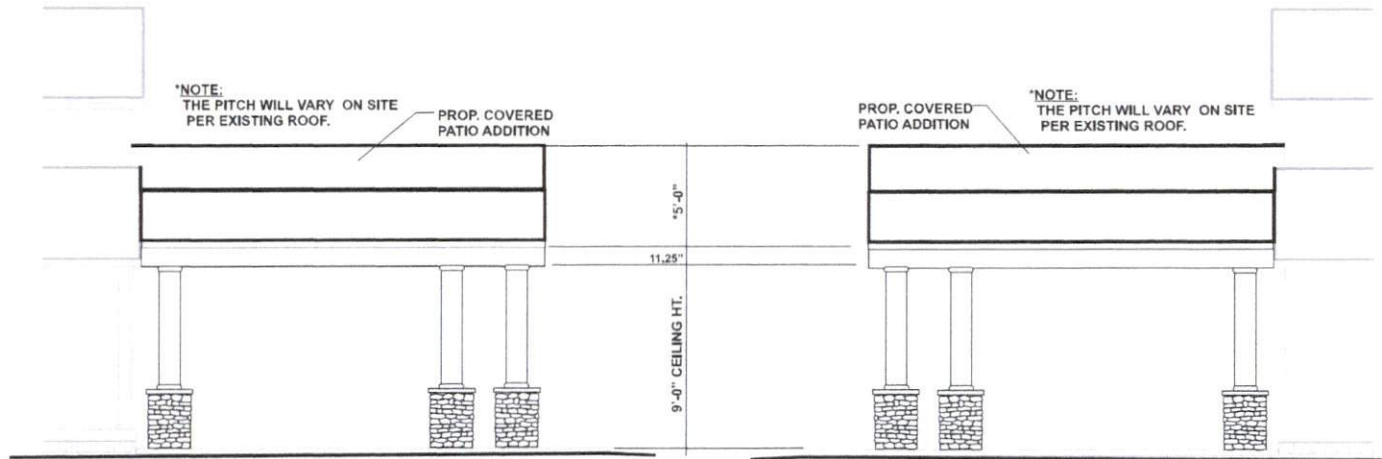 *NOTE:
THE PITCH WILL VARY ON SITE
PER EXISTING ROOF.
PROP. COVERED
PATIO ADDITION
*5'-0"
11.25"
9'-0" CEILING HT.
PROP. COVERED
PATIO ADDITION
*NOTE:
THE PITCH WILL VARY ON SITE
PER EXISTING ROOF.